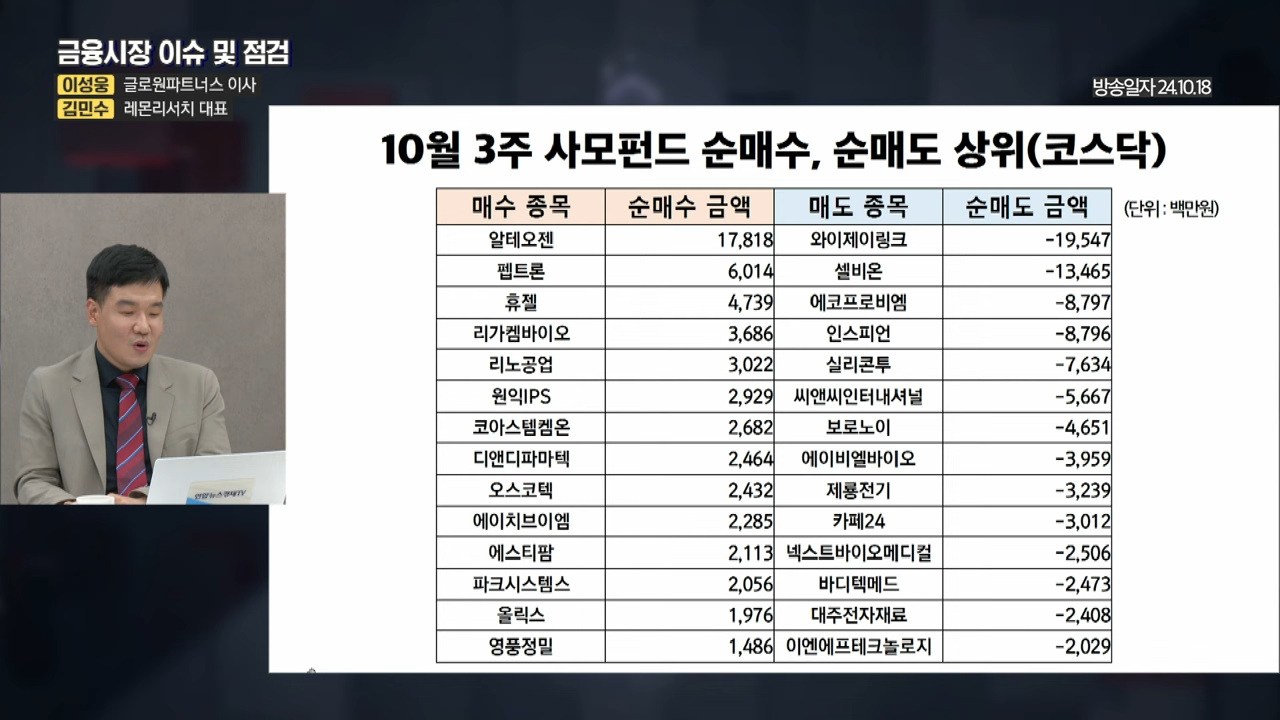 금융시장 이슈 및 점검
이성웅 글로원파트너스 이사
김민수 레몬리서치 대표
방송일자 24.10.18
10월 3주 사모펀드 순매수, 순매도 상위(코스닥)
(단위 : 백만원)
매수 종목 순매수 금액 매도 종목 순매도 금액
알테오젠 17,818 와이제이링크 -19,547
펩트론 6,014 셀비온 -13,465
휴젤 4,739 에코프로비엠 -8,797
리가켐바이오 3,686 인스피언 -8,796
리노공업 3,022 실리콘투 -7,634
원익IPS 2,929 씨앤씨인터내셔널 -5,667
코아스템켐온 2,682 보로노이 -4,651
디앤디파마텍 2,464 에이비엘바이오 -3,959
오스코텍 2,432 제룡전기 -3,239
에이치브이엠 2,285 카페24 -3,012
에스티팜 2,113 넥스트바이오메디컬 -2,506
파크시스템스 2,056 바디텍메드 -2,473
올릭스 1,976 대주전자재료 -2,408
영풍정밀 1,486 이엔에프테크놀로지 -2,029
연합뉴스경제TV